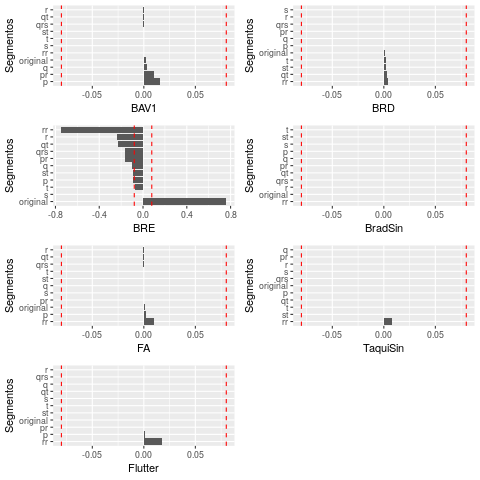 Segmentos
r
qt
qrs
st
t
s
rr
original
q
pr
p
-0.05 0.00 0.05
BAV1
Segmentos
s
r
qrs
pr
q
p
original
t
st
qt
rr
-0.05 0.00 0.05
BRD
Segmentos
rr
r
qt
qrs
pr
q
st
p
t
s
original
-0.8 -0.4 0.0 0.4 0.8
BRE
Segmentos
t
st
s
p
q
pr
qt
qrs
original
rr
-0.05 0.00 0.05
BradSin
Segmentos
r
qt
qrs
t
st
q
s
pr
original
p
rr
-0.05 0.00 0.05
FA
Segmentos
q
pr
r
s
qrs
original
p
qt
t
st
rr
-0.05 0.00 0.05
TaquiSin
Segmentos
r
qrs
q
qt
s
t
st
original
pr
p
rr
-0.05 0.00 0.05
Flutter